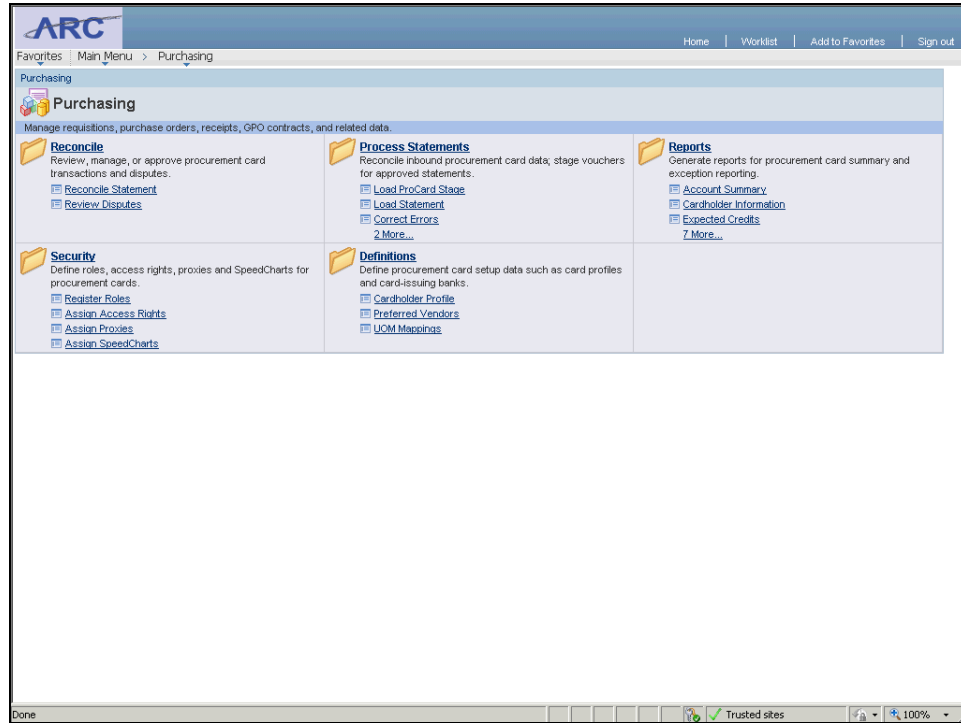 ARC
Home | Worklist | Add to Favorites | Sign out
Favorites Main Menu > Purchasing
Purchasing
Purchasing
Manage requisitions, purchase orders, receipts, GPO contracts, and related data.
Reconcile
Review, manage, or approve procurement card
transactions and disputes.
Reconcile Statement
Review Disputes
Process Statements
Reconcile inbound procurement card data; stage vouchers
for approved statements.
Load ProCard Stage
Load Statement
Correct Errors
2 More...
Reports
Generate reports for procurement card summary and
exception reporting.
Account Summary
Cardholder Information
Expected Credits
7 More...
Security
Define roles, access rights, proxies and SpeedCharts for
procurement cards.
Register Roles
Assign Access Rights
Assign Proxies
Assign SpeedCharts
Definitions
Define procurement card setup data such as card profiles
and card-issuing banks.
Cardholder Profile
Preferred Vendors
UOM Mappings
Done
Trusted sites
100%